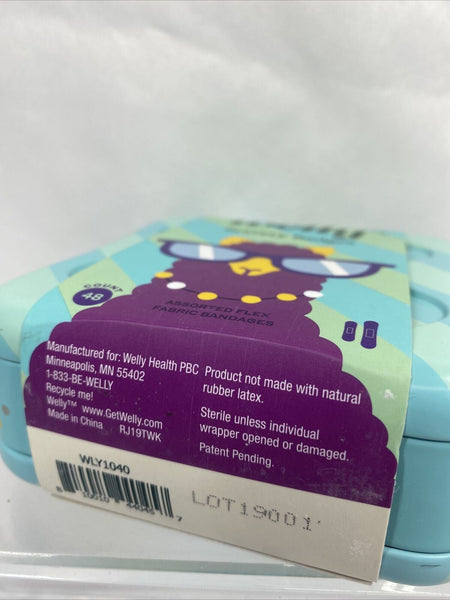 COUNT
48
ASSORTED FLEX
FABRIC BANDAGES
Manufactured for: Welly Health PBC
Minneapolis, MN 55402
1-833-BE-WELLY
Recycle me!
Welly™ www.GetWelly.com
Made in China RJ19TWK
Product not made with natural
rubber latex.
Sterile unless individual
wrapper opened or damaged.
Patent Pending.
WLY1040
LOT19001